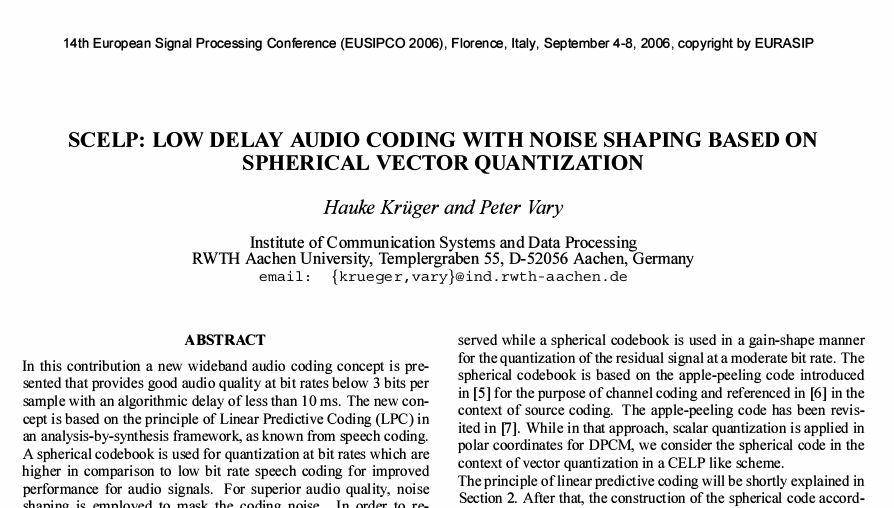 14th European Signal Processing Conference (EUSIPCO 2006), Florence, Italy, September 4-8, 2006, copyright by EURASIP
SCELP: LOW DELAY AUDIO CODING WITH NOISE SHAPING BASED ON
SPHERICAL VECTOR QUANTIZATION
Hauke Krüger and Peter Vary
Institute of Communication Systems and Data Processing
RWTH Aachen University, Templergraben 55, D-52056 Aachen, Germany
email: {krueger,vary}@ind.rwth-aachen.de
ABSTRACT
In this contribution a new wideband audio coding concept is pre-
sented that provides good audio quality at bit rates below 3 bits per
sample with an algorithmic delay of less than 10 ms. The new con-
cept is based on the principle of Linear Predictive Coding (LPC) in
an analysis-by-synthesis framework, as known from speech coding.
A spherical codebook is used for quantization at bit rates which are
higher in comparison to low bit rate speech coding for improved
performance for audio signals. For superior audio quality, noise
shaping is employed to mask the coding noise. In order to re-
served while a spherical codebook is used in a gain-shape manner
for the quantization of the residual signal at a moderate bit rate. The
spherical codebook is based on the apple-peeling code introduced
in [5] for the purpose of channel coding and referenced in [6] in the
context of source coding. The apple-peeling code has been revis-
ited in [7]. While in that approach, scalar quantization is applied in
polar coordinates for DPCM, we consider the spherical code in the
context of vector quantization in a CELP like scheme.
The principle of linear predictive coding will be shortly explained in
Section 2. After that, the construction of the spherical code accord-